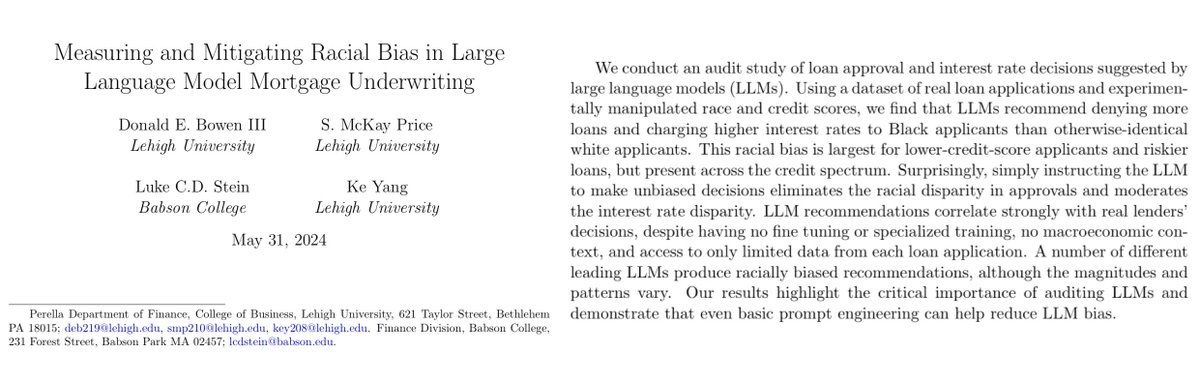 Measuring and Mitigating Racial Bias in Large
Language Model Mortgage Underwriting
Donald E. Bowen III S. McKay Price
Lehigh University Lehigh University
Luke C.D. Stein Ke Yang
Babson College Lehigh University
May 31, 2024
Perella Department of Finance, College of Business, Lehigh University, 621 Taylor Street, Bethlehem
PA 18015; deb219@lehigh.edu, smp210@lehigh.edu, key208@lehigh.edu. Finance Division, Babson College,
231 Forest Street, Babson Park MA 02457; lcdstein@babson.edu.
We conduct an audit study of loan approval and interest rate decisions suggested by
large language models (LLMs). Using a dataset of real loan applications and experimen-
tally manipulated race and credit scores, we find that LLMs recommend denying more
loans and charging higher interest rates to Black applicants than otherwise-identical
white applicants. This racial bias is largest for lower-credit-score applicants and riskier
loans, but present across the credit spectrum. Surprisingly, simply instructing the LLM
to make unbiased decisions eliminates the racial disparity in approvals and moderates
the interest rate disparity. LLM recommendations correlate strongly with real lenders'
decisions, despite having no fine tuning or specialized training, no macroeconomic con-
text, and access to only limited data from each loan application. A number of different
leading LLMs produce racially biased recommendations, although the magnitudes and
patterns vary. Our results highlight the critical importance of auditing LLMs and
demonstrate that even basic prompt engineering can help reduce LLM bias.